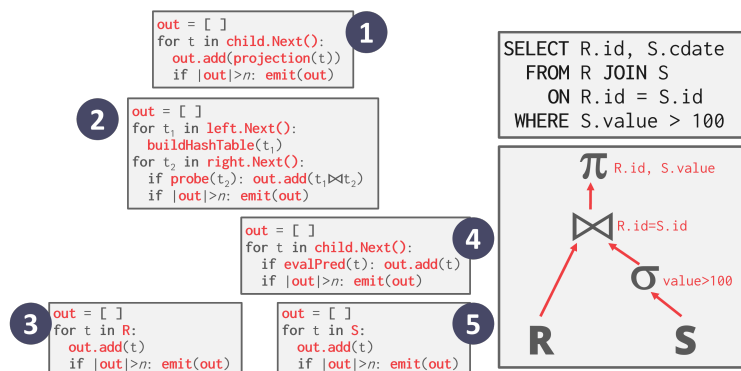 1
out = [ ]
for t in child.Next():
out.add(projection(t))
if |out|>n: emit(out)
2
out = [ ]
for t₁ in left.Next():
buildHashTable(t₁)
for t₂ in right.Next():
if probe(t₂): out.add(t₁⨝t₂)
if |out|>n: emit(out)
4
out = [ ]
for t in child.Next():
if evalPred(t): out.add(t)
if |out|>n: emit(out)
3
out = [ ]
for t in R:
out.add(t)
if |out|>n: emit(out)
5
out = [ ]
for t in S:
out.add(t)
if |out|>n: emit(out)
SELECT R.id, S.cdate
FROM R JOIN S
ON R.id = S.id
WHERE S.value > 100
π R.id, S.value
⨝ R.id=S.id
σ value>100
R S